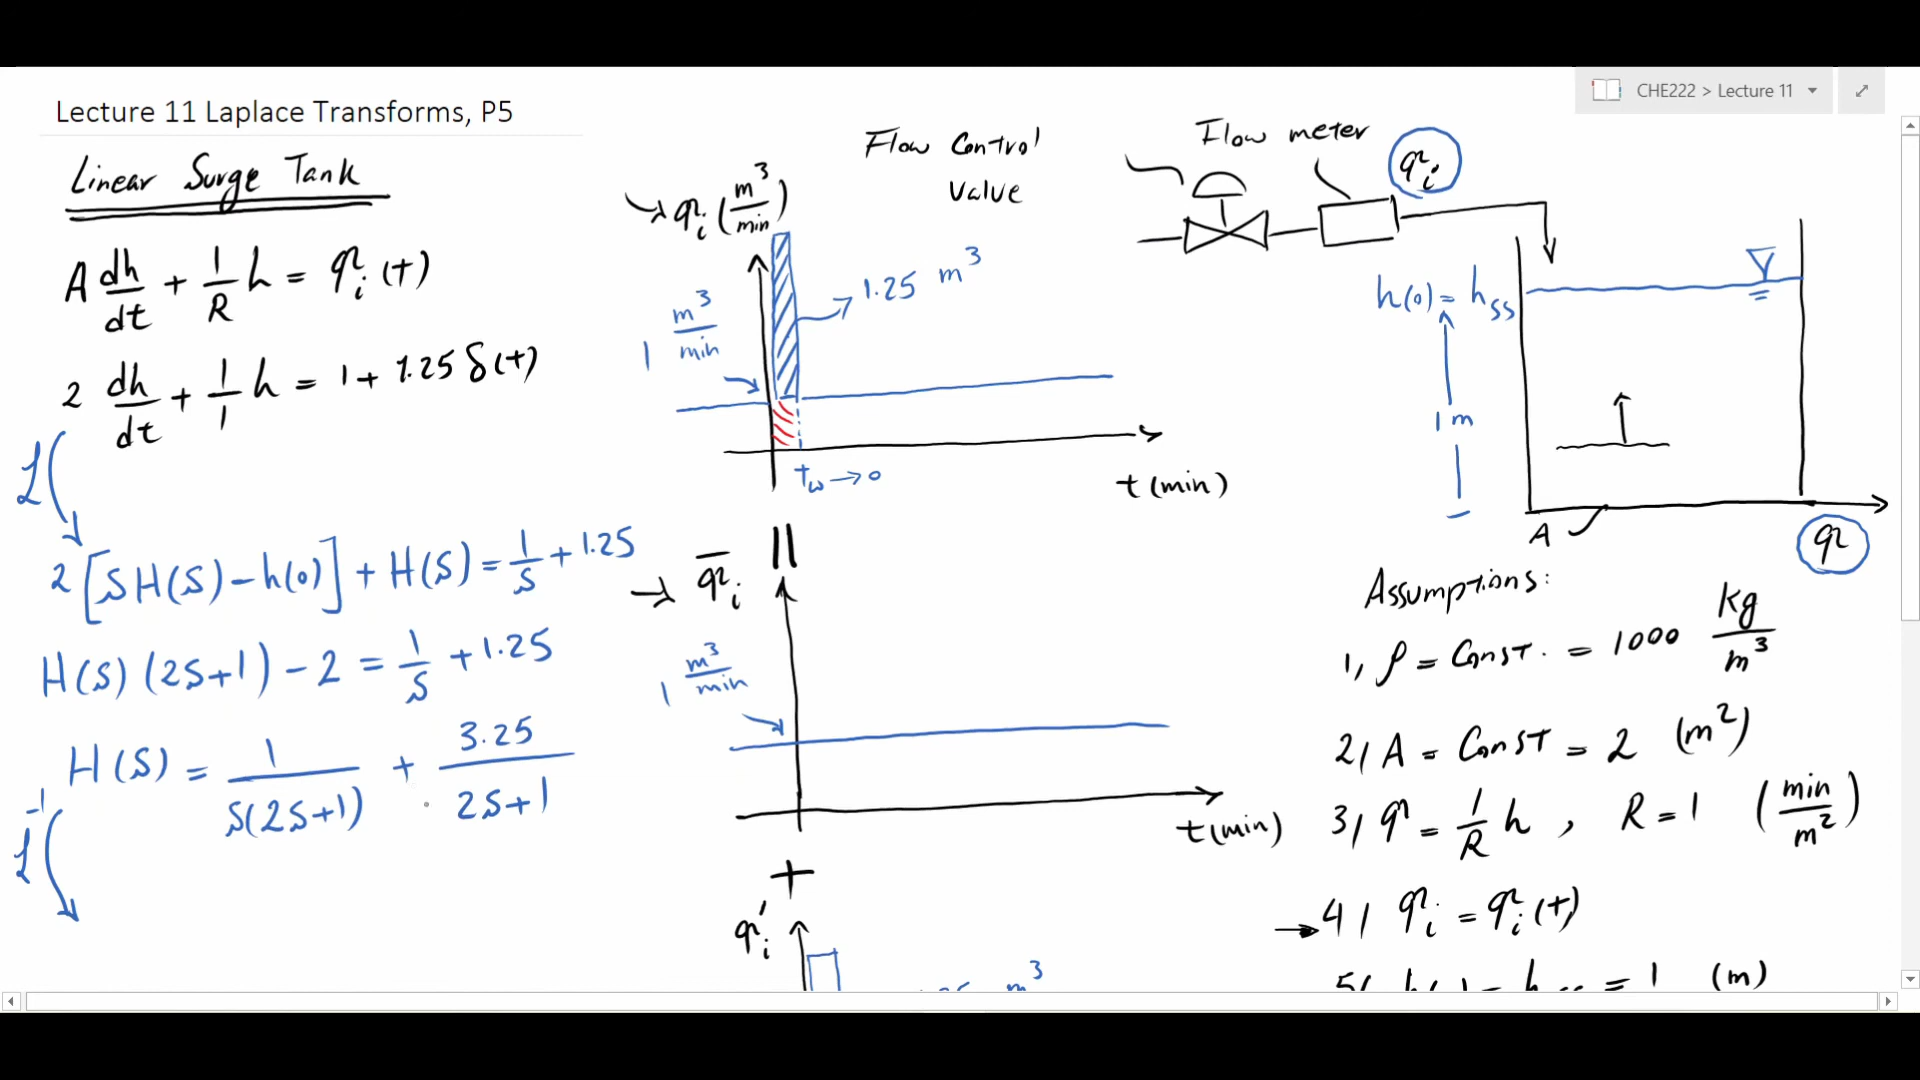 CHE222 > Lecture 11
Lecture 11 Laplace Transforms, P5
Linear Surge Tank
A dh/dt + 1/R h = qᵢ(t)
2 dh/dt + 1/1 h = 1 + 1.25 δ(t)
ℒ
2[SH(S) - h(0)] + H(S) = 1/S + 1.25
H(S)(2S+1) - 2 = 1/S + 1.25
H(S) = 1/(S(2S+1)) + 3.25/(2S+1)
ℒ⁻¹
qᵢ (m³/min)
1 m³/min
1.25 m³
t_w → 0
t (min)
=
q̄ᵢ
1 m³/min
t (min)
+
qᵢ′
m³
Flow Control
Valve
Flow meter
qᵢ
h(0) = hss
1 m
A
q
Assumptions:
1, ρ = Const. = 1000 kg/m³
2, A = Const = 2 (m²)
3, q = 1/R h , R = 1 (min/m²)
→ 4, qᵢ = qᵢ(t)
= 1 (m)